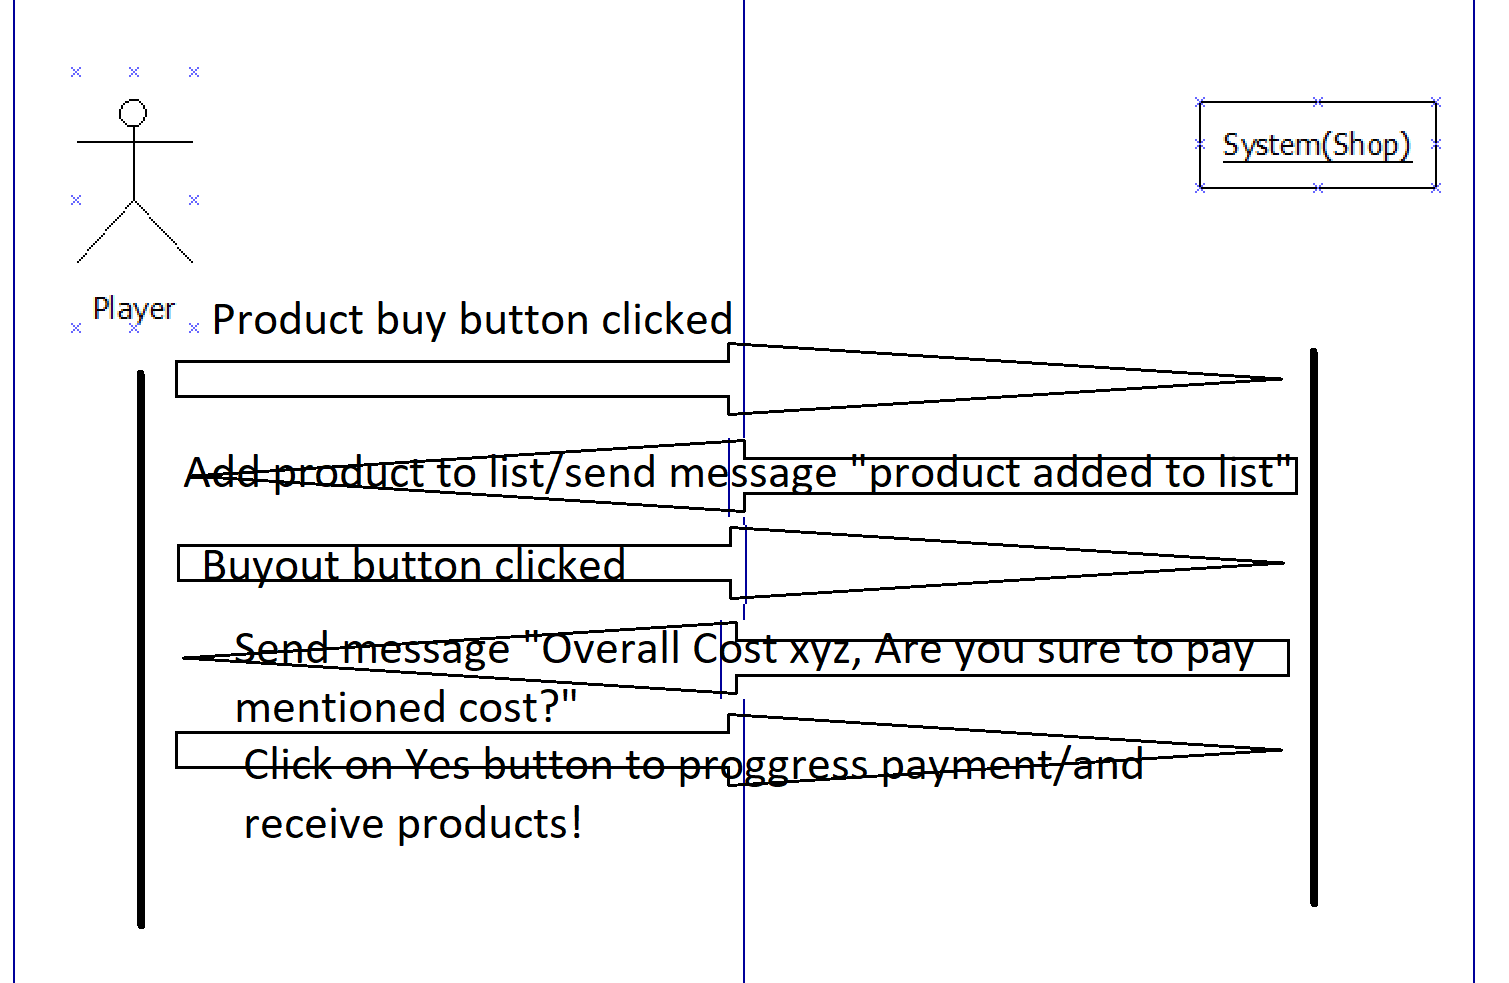 System(Shop)
Player
Product buy button clicked
Add product to list/send message "product added to list"
Buyout button clicked
Send message "Overall Cost xyz, Are you sure to pay
mentioned cost?"
Click on Yes button to proggress payment/and
receive products!